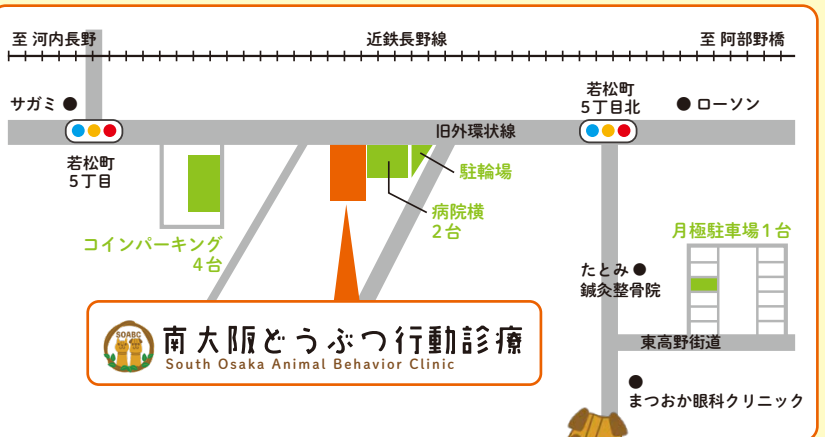 至 河内長野
近鉄長野線
至 阿部野橋
サガミ
若松町
5丁目北
ローソン
旧外環状線
若松町
5丁目
駐輪場
病院横
2台
コインパーキング
4台
月極駐車場1台
たとみ
鍼灸整骨院
SOABC
南大阪どうぶつ行動診療
South Osaka Animal Behavior Clinic
東高野街道
まつおか眼科クリニック